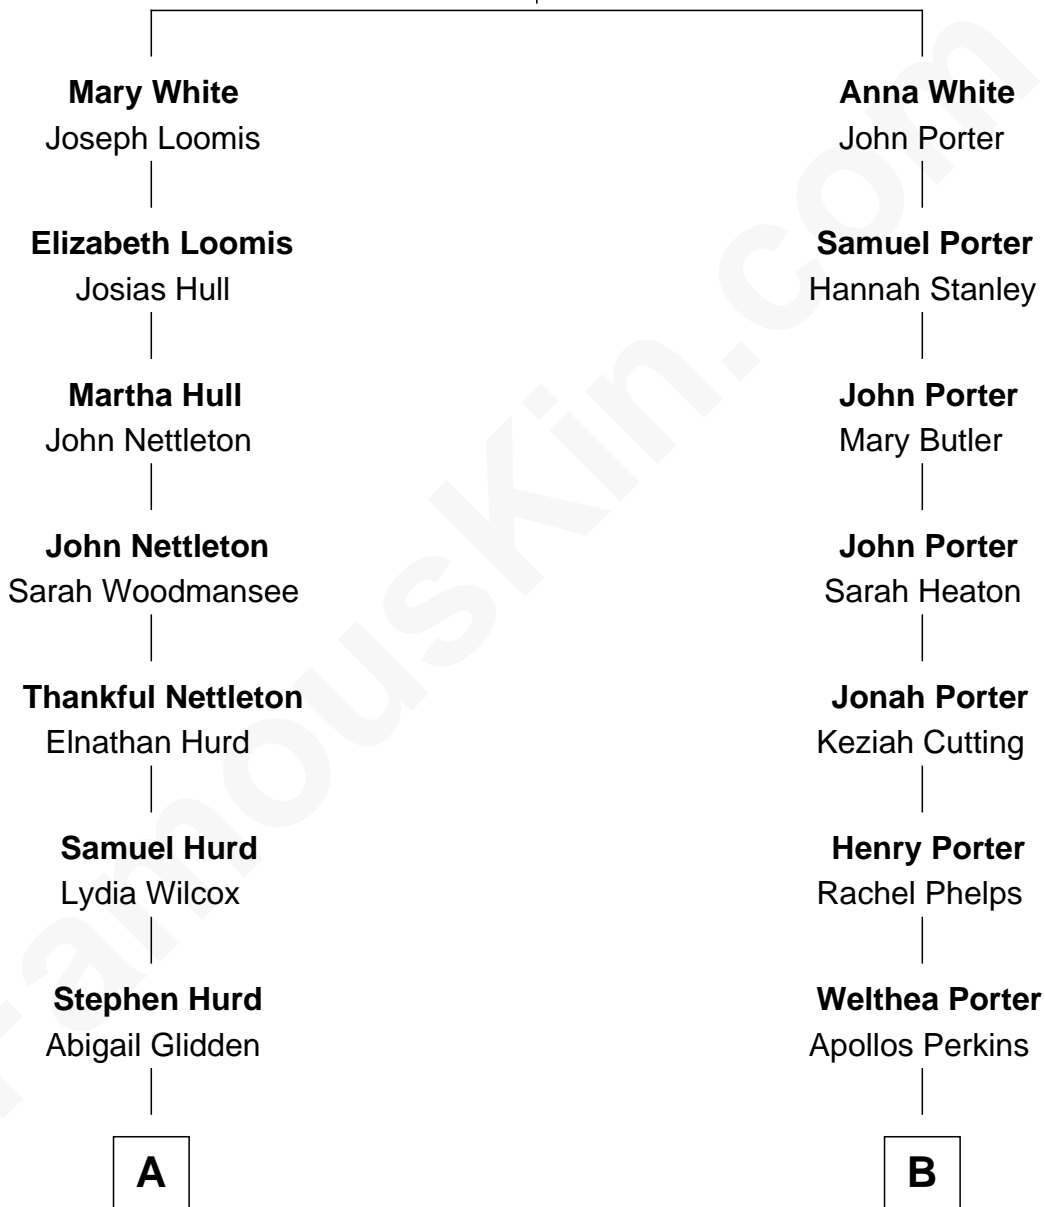 Mary White
Joseph Loomis
Elizabeth Loomis
Josias Hull
Martha Hull
John Nettleton
John Nettleton
Sarah Woodmansee
Thankful Nettleton
Elnathan Hurd
Samuel Hurd
Lydia Wilcox
Stephen Hurd
Abigail Glidden
A
Anna White
John Porter
Samuel Porter
Hannah Stanley
John Porter
Mary Butler
John Porter
Sarah Heaton
Jonah Porter
Keziah Cutting
Henry Porter
Rachel Phelps
Welthea Porter
Apollos Perkins
B
FamousKin.com